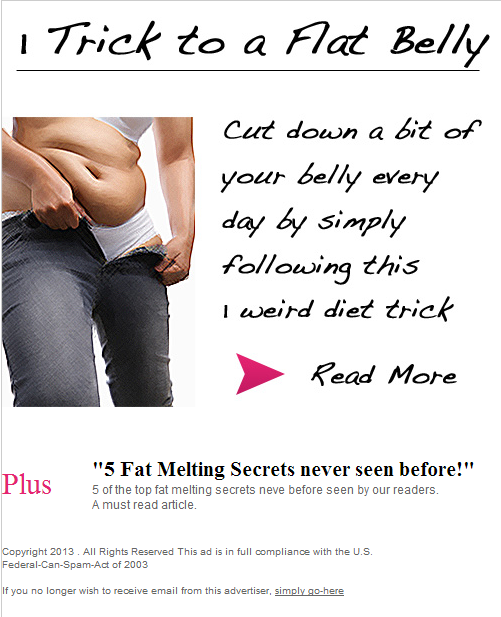 1 Trick to a Flat Belly
Cut down a bit of
your belly every
day by simply
following this
1 weird diet trick
Read More
Plus
"5 Fat Melting Secrets never seen before!"
5 of the top fat melting secrets neve before seen by our readers.
A must read article.
Copyright 2013 . All Rights Reserved This ad is in full compliance with the U.S.
Federal-Can-Spam-Act of 2003
If you no longer wish to receive email from this advertiser, simply go-here